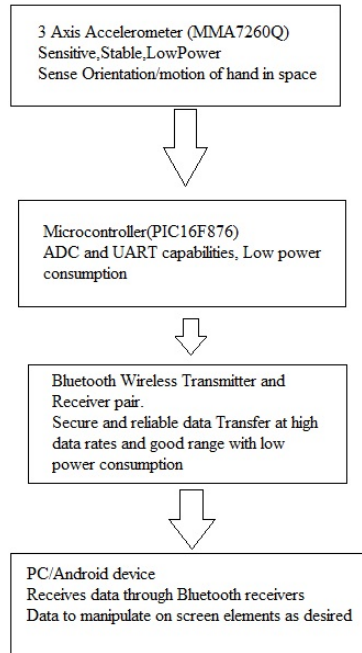 3 Axis Accelerometer (MMA7260Q)
Sensitive,Stable,LowPower
Sense Orientation/motion of hand in space
Microcontroller(PIC16F876)
ADC and UART capabilities, Low power
consumption
Bluetooth Wireless Transmitter and
Receiver pair.
Secure and reliable data Transfer at high
data rates and good range with low
power consumption
PC/Android device
Receives data through Bluetooth receivers
Data to manipulate on screen elements as desired